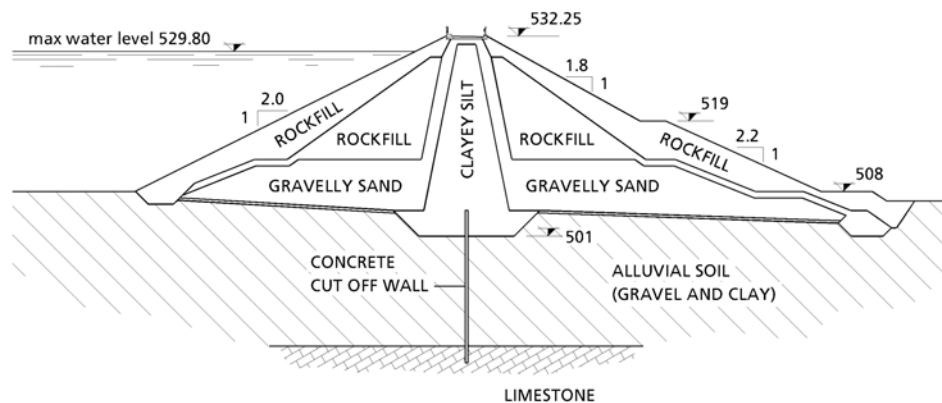 532.25
max water level 529.80
1.8
1
2.0
1
519
ROCKFILL
ROCKFILL
CLAYEY SILT
ROCKFILL
2.2
1
ROCKFILL
GRAVELLY SAND
GRAVELLY SAND
508
501
CONCRETE
CUT OFF WALL
ALLUVIAL SOIL
(GRAVEL AND CLAY)
LIMESTONE